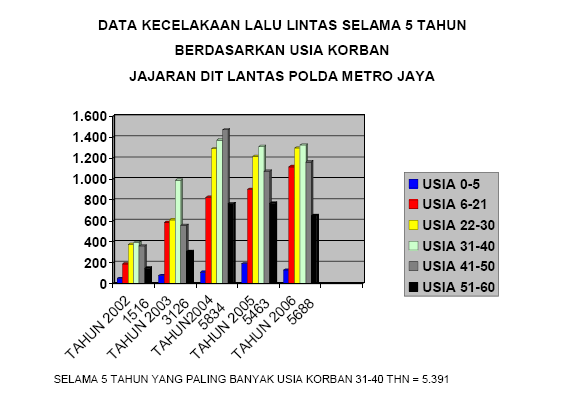 DATA KECELAKAAN LALU LINTAS SELAMA 5 TAHUN
BERDASARKAN USIA KORBAN
JAJARAN DIT LANTAS POLDA METRO JAYA
1.600
1.400
1.200
1.000
800
600
400
200
0
TAHUN 2002
1516
TAHUN 2003
3126
TAHUN2004
5834
TAHUN 2005
5463
TAHUN 2006
5688
USIA 0-5
USIA 6-21
USIA 22-30
USIA 31-40
USIA 41-50
USIA 51-60
SELAMA 5 TAHUN YANG PALING BANYAK USIA KORBAN 31-40 THN = 5.391